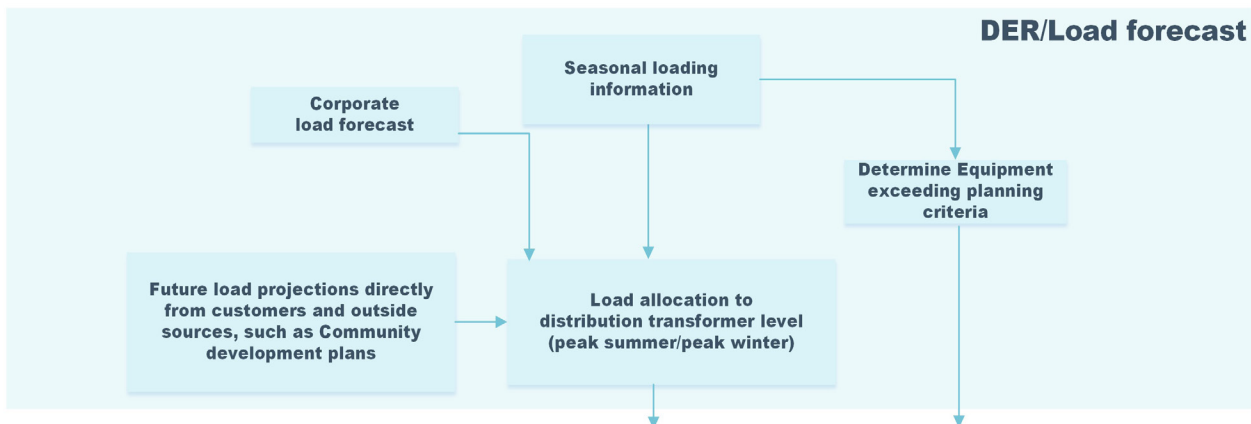 DER/Load forecast
Seasonal loading
information
Corporate
load forecast
Determine Equipment
exceeding planning
criteria
Future load projections directly
from customers and outside
sources, such as Community
development plans
Load allocation to
distribution transformer level
(peak summer/peak winter)